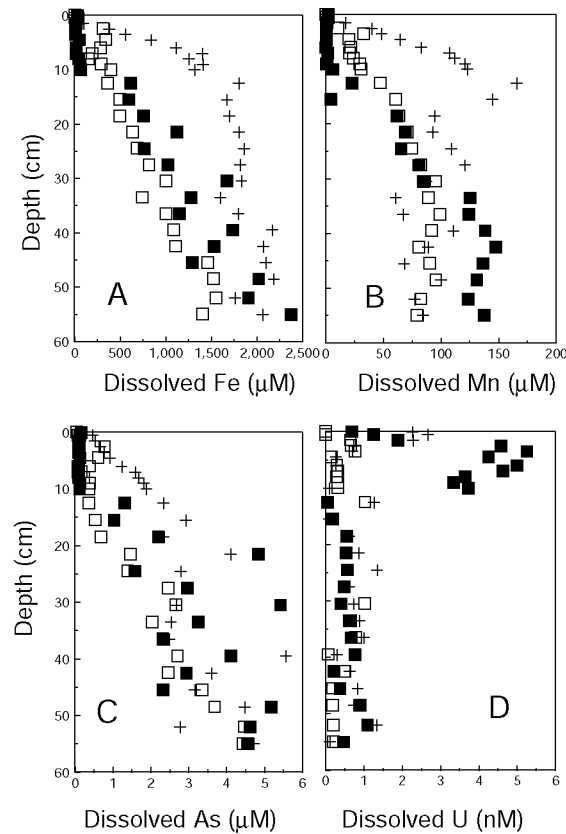 0
10
20
30
40
50
60
Depth (cm)
A
0 500 1,000 1,500 2,000 2,500
Dissolved Fe (μM)
B
0 50 100 150 200
Dissolved Mn (μM)
0
10
20
30
40
50
60
Depth (cm)
C
0 1 2 3 4 5 6
Dissolved As (μM)
D
0 1 2 3 4 5 6
Dissolved U (nM)